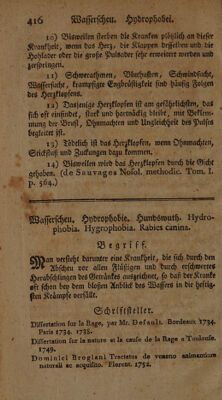 416 Wasserscheu. Hydrophobei.
10) Bisweilen sterben die Kranken plötzlich an dieser
Krankheit, wenn das Herz, die Klappen desselben und die
Hohlader oder die große Pulsader sehr erweitert werden und
zerspringen.
11) Schwerathmen, Bluthusten, Schwindsucht,
Wassersucht, krampfigte Engbrüstigkeit sind häufig Folgen
des Herzklopfens.
12) Dasjenige Herzklopfen ist am gefährlichsten, das
sich oft einfindet, stark und hartnäckig bleibt, mit Beklem-
mung der Brust, Ohnmachten und Ungleichheit des Pulses
begleitet ist.
13) Tödlich ist das Herzklopfen, wenn Ohnmachten,
Stickfluß und Zuckungen dazu kommen.
14) Bisweilen wird das Herzklopfen durch die Gicht
gehoben. (de Sauvages Nosol. methodic. Tom. I.
p. 564.)
Wasserscheu, Hydrophobie, Hundswuth. Hydro-
phobia. Hygrophobia. Rabies canina.
Begriff.
Man versteht darunter eine Krankheit, die sich durch den
Abscheu vor allen Flüssigen und durch erschwertes
Herabschlingen des Getränkes ausgezeichnet, so daß der Kranke
oft schon bey dem bloßen Anblick des Wassers in die heftig-
sten Krämpfe verfällt.
Schriftsteller.
Dissertation sur la Rage, par Mr. Desault. Bordeaux 1734.
Paris 1734. 1738.
Dissertation sur la nature et la cause de la Rage a Toulouse.
1749.
Dominici Brogiani Tractatus de veneno animantium
naturali ac acquisito. Florent. 1752.